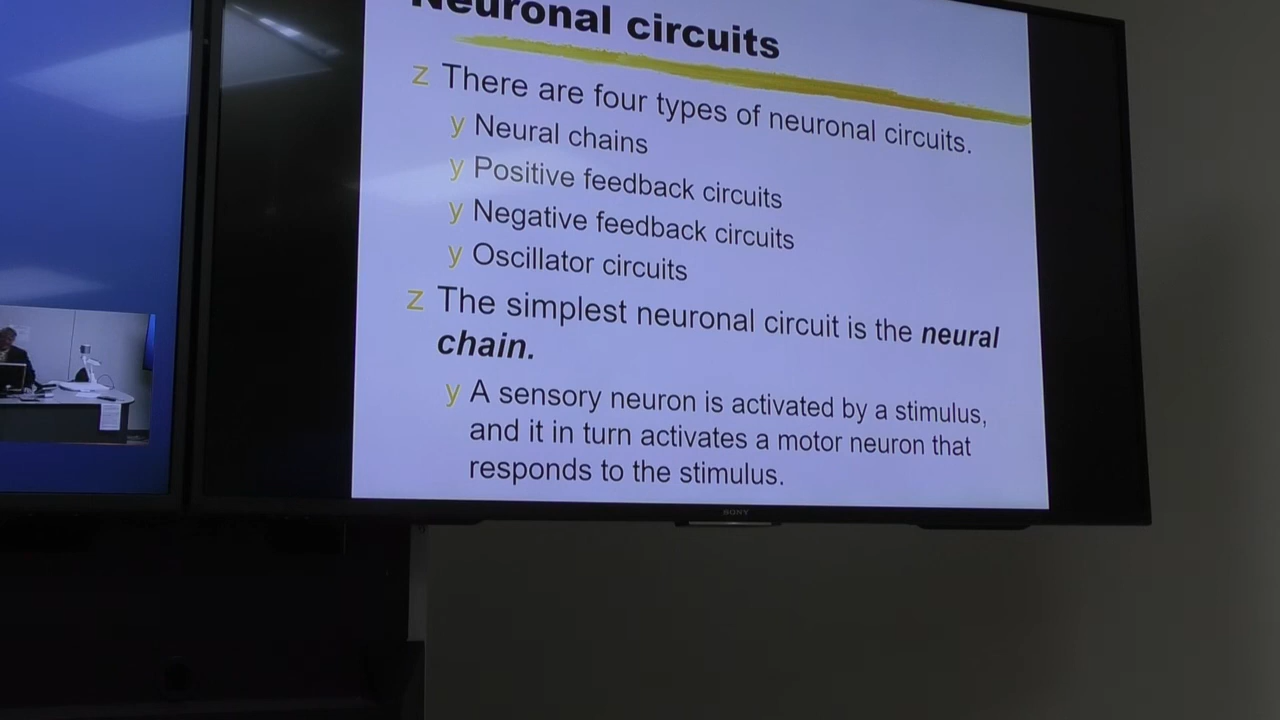 Neuronal circuits
z There are four types of neuronal circuits.
y Neural chains
y Positive feedback circuits
y Negative feedback circuits
y Oscillator circuits
z The simplest neuronal circuit is the neural
chain.
y A sensory neuron is activated by a stimulus,
and it in turn activates a motor neuron that
responds to the stimulus.
SONY